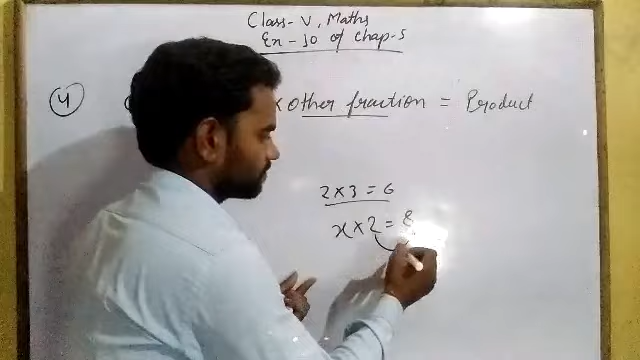 Class-V, Maths
Ex-10 of Chap-5
4 × other fraction = Product
2×3 = 6
x×2 = 8